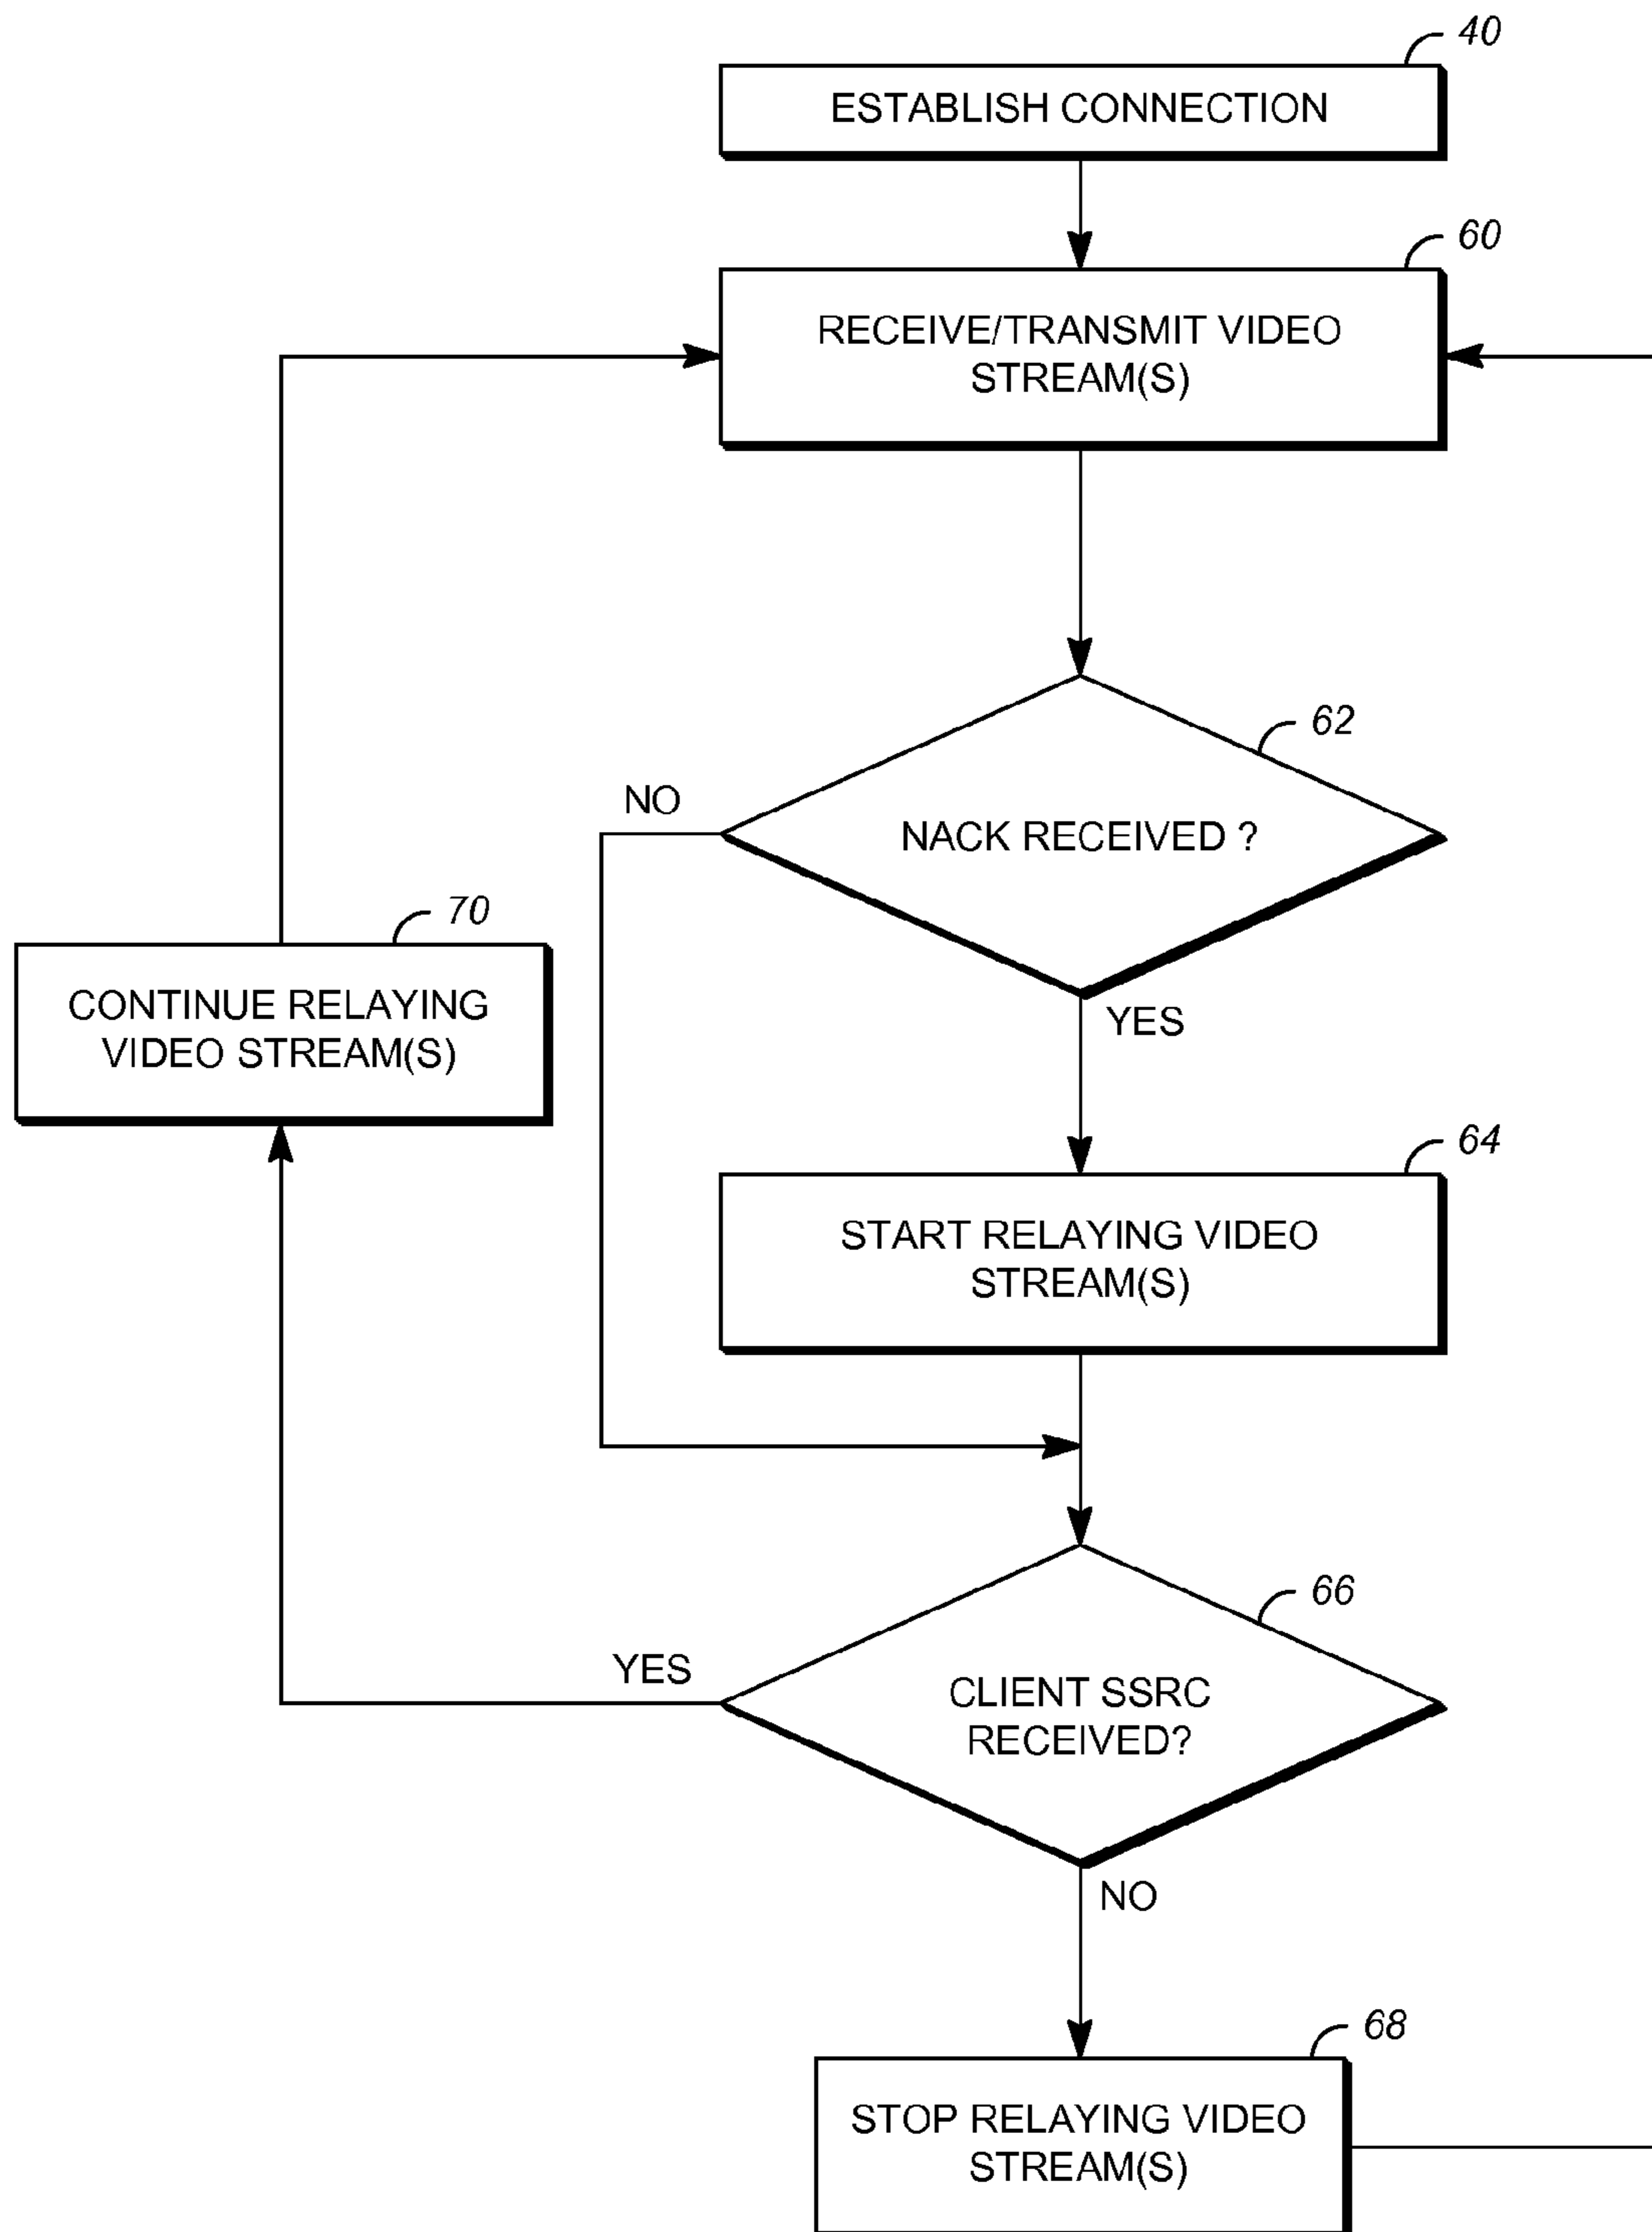 40
ESTABLISH CONNECTION
60
RECEIVE/TRANSMIT VIDEO
STREAM(S)
62
NO
NACK RECEIVED ?
YES
70
CONTINUE RELAYING
VIDEO STREAM(S)
64
START RELAYING VIDEO
STREAM(S)
66
YES
CLIENT SSRC
RECEIVED?
NO
68
STOP RELAYING VIDEO
STREAM(S)